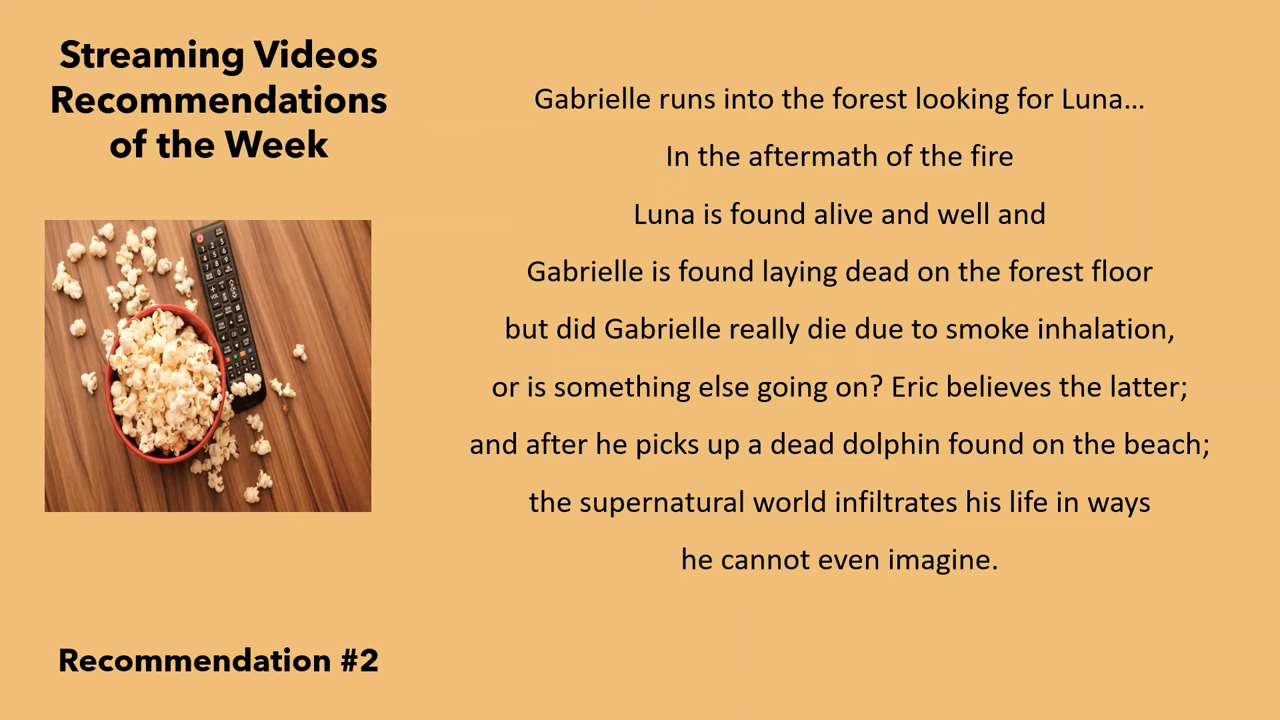 Streaming Videos
Recommendations
of the Week
Gabrielle runs into the forest looking for Luna...
In the aftermath of the fire
Luna is found alive and well and
Gabrielle is found laying dead on the forest floor
but did Gabrielle really die due to smoke inhalation,
or is something else going on? Eric believes the latter;
and after he picks up a dead dolphin found on the beach;
the supernatural world infiltrates his life in ways
he cannot even imagine.
Recommendation #2